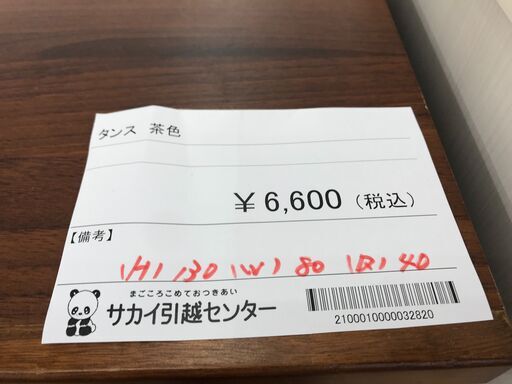 タンス 茶色
¥ 6,600（税込）
【備考】
(H) 130 (W) 80 (D) 40
まごころこめておつきあい
サカイ引越センター
2100010000032820